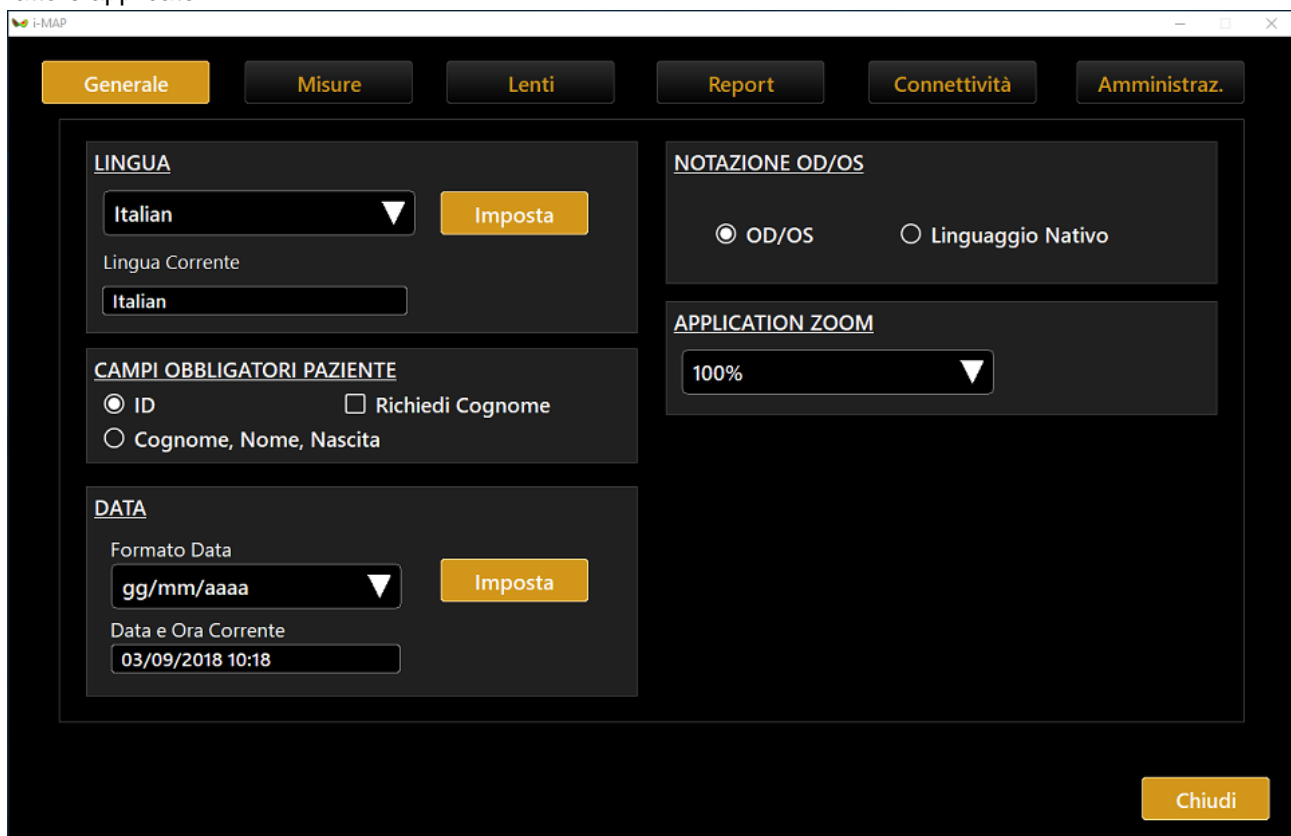 i-MAP
Generale
Misure
Lenti
Report
Connettività
Amministraz.
LINGUA
Italian
Imposta
Lingua Corrente
Italian
CAMPI OBBLIGATORI PAZIENTE
ID
Richiedi Cognome
Cognome, Nome, Nascita
DATA
Formato Data
gg/mm/aaaa
Imposta
Data e Ora Corrente
03/09/2018 10:18
NOTAZIONE OD/OS
OD/OS
Linguaggio Nativo
APPLICATION ZOOM
100%
Chiudi